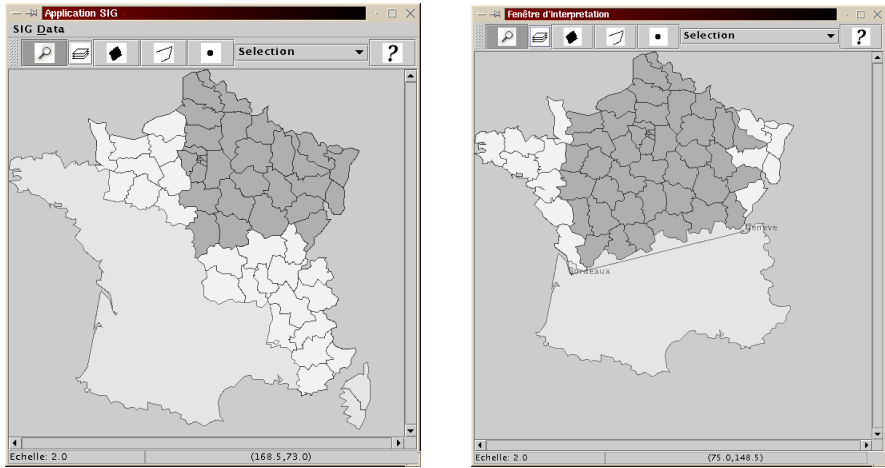 Application SIG
SIG Data
Selection
?
Echelle: 2.0
(168.5,73.0)
Fenêtre d'interpretation
Selection
?
Genève
Bordeaux
Echelle: 2.0
(75.0,148.5)